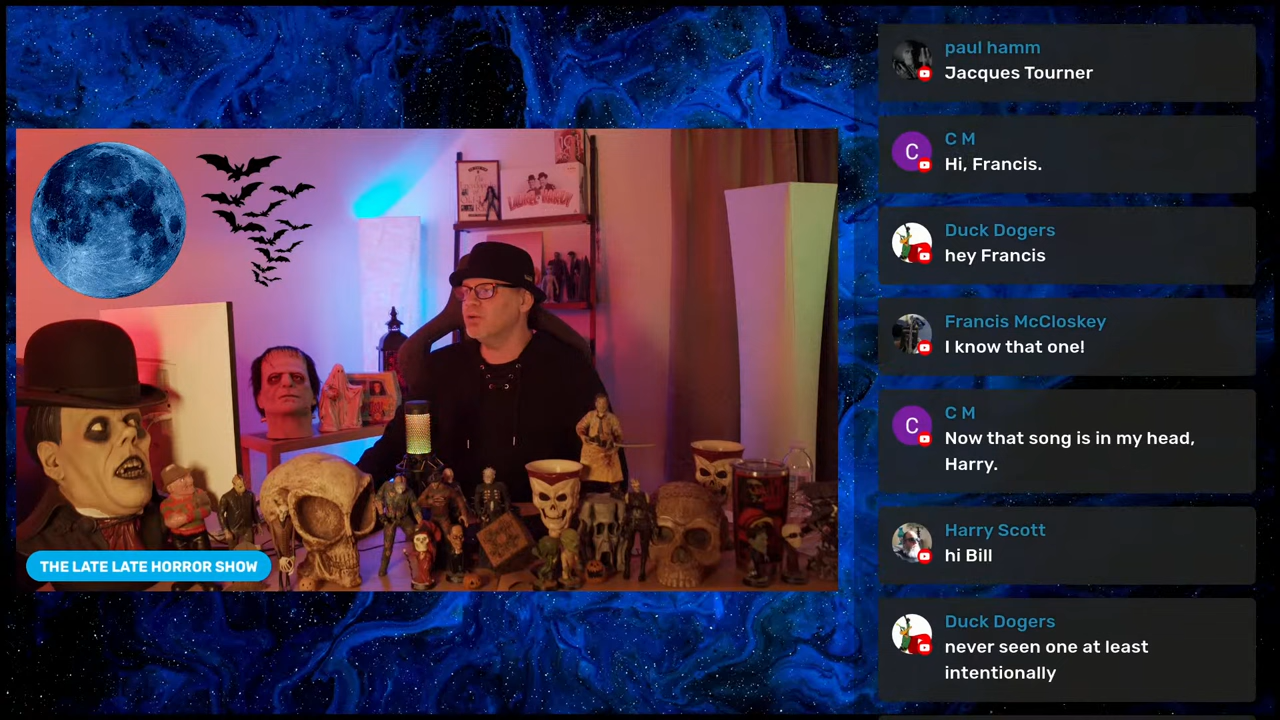 LAUREL & HARDY
THE LATE LATE HORROR SHOW
paul hamm
Jacques Tourner
C
C M
Hi, Francis.
Duck Dogers
hey Francis
Francis McCloskey
I know that one!
C
C M
Now that song is in my head,
Harry.
Harry Scott
hi Bill
Duck Dogers
never seen one at least
intentionally